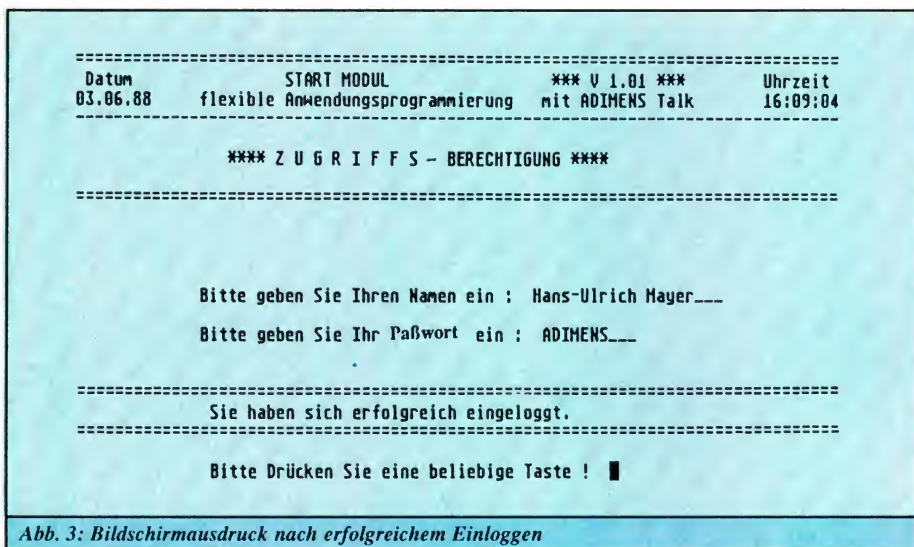 Datum START MODUL *** V 1.01 *** Uhrzeit
03.06.88 flexible Anwendungsprogrammierung mit ADIMENS Talk 16:09:04
**** Z U G R I F F S - BERECHTIGUNG ****
Bitte geben Sie Ihren Namen ein : Hans-Ulrich Mayer___
Bitte geben Sie Ihr Paßwort ein : ADIMENS___
Sie haben sich erfolgreich eingeloggt.
Bitte Drücken Sie eine beliebige Taste !
Abb. 3: Bildschirmausdruck nach erfolgreichem Einloggen